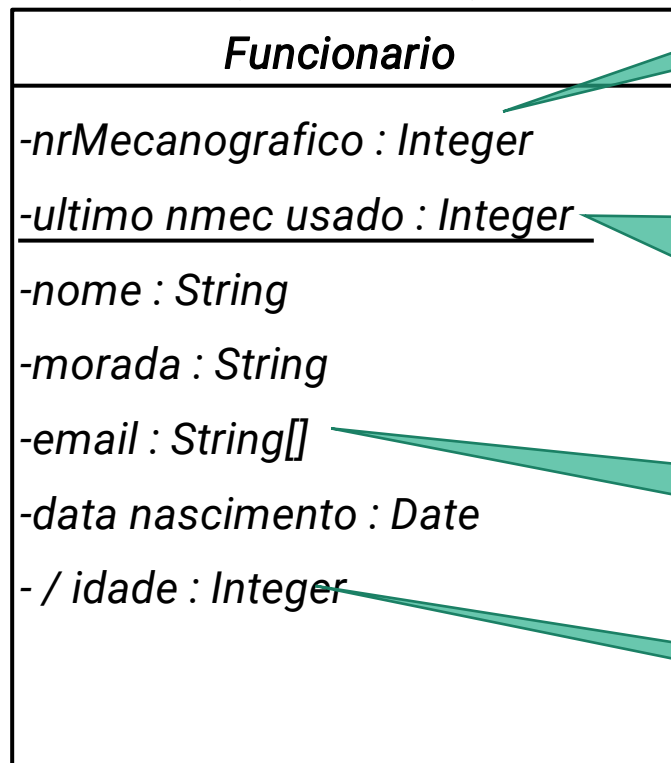 Funcionario
-nrMecanografico : Integer
-ultimo nmec usado : Integer
-nome : String
-morada : String
-email : String[]
-data nascimento : Date
- / idade : Integer